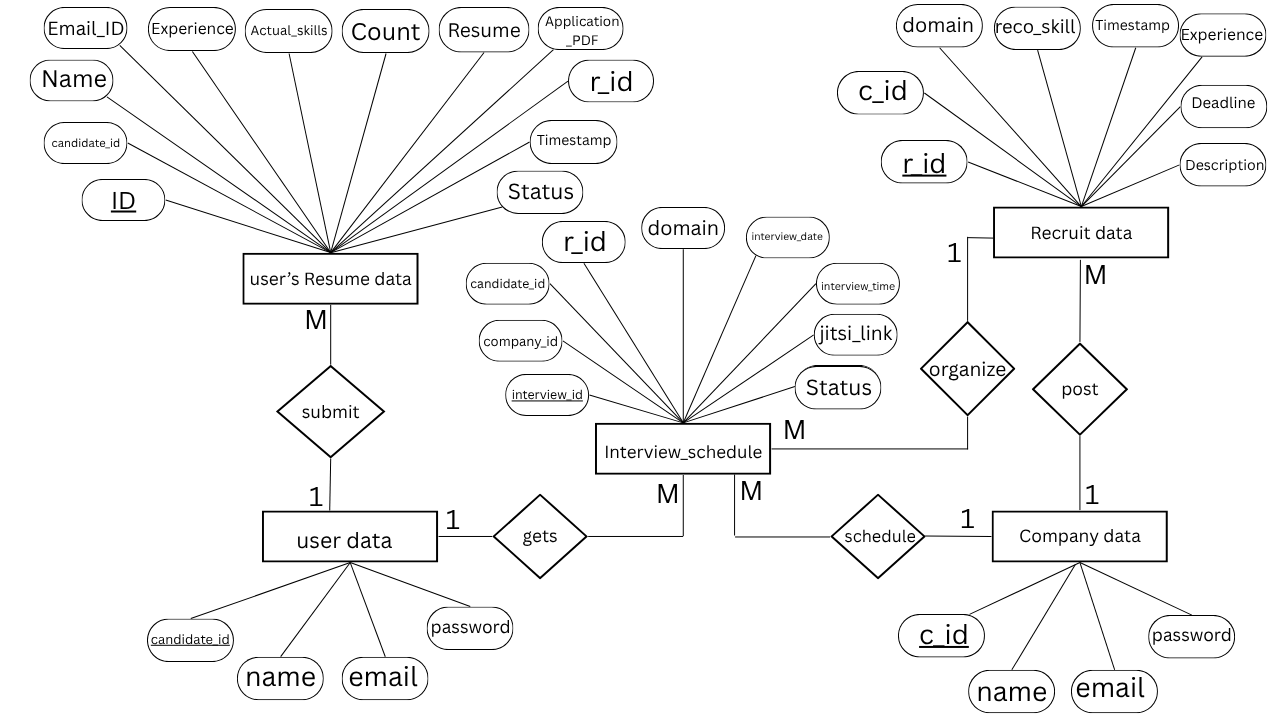 Email_ID
Experience
Actual_skills
Count
Resume
Application
_PDF
Name
r_id
candidate_id
Timestamp
ID
Status
user's Resume data
M
submit
1
user data
candidate_id
name
email
password
1
gets
M
r_id
domain
interview_date
candidate_id
interview_time
company_id
jitsi_link
interview_id
Status
Interview_schedule
M
M
schedule
1
domain
reco_skill
Timestamp
Experience
c_id
Deadline
r_id
Description
Recruit data
1
M
organize
post
1
Company data
c_id
name
email
password